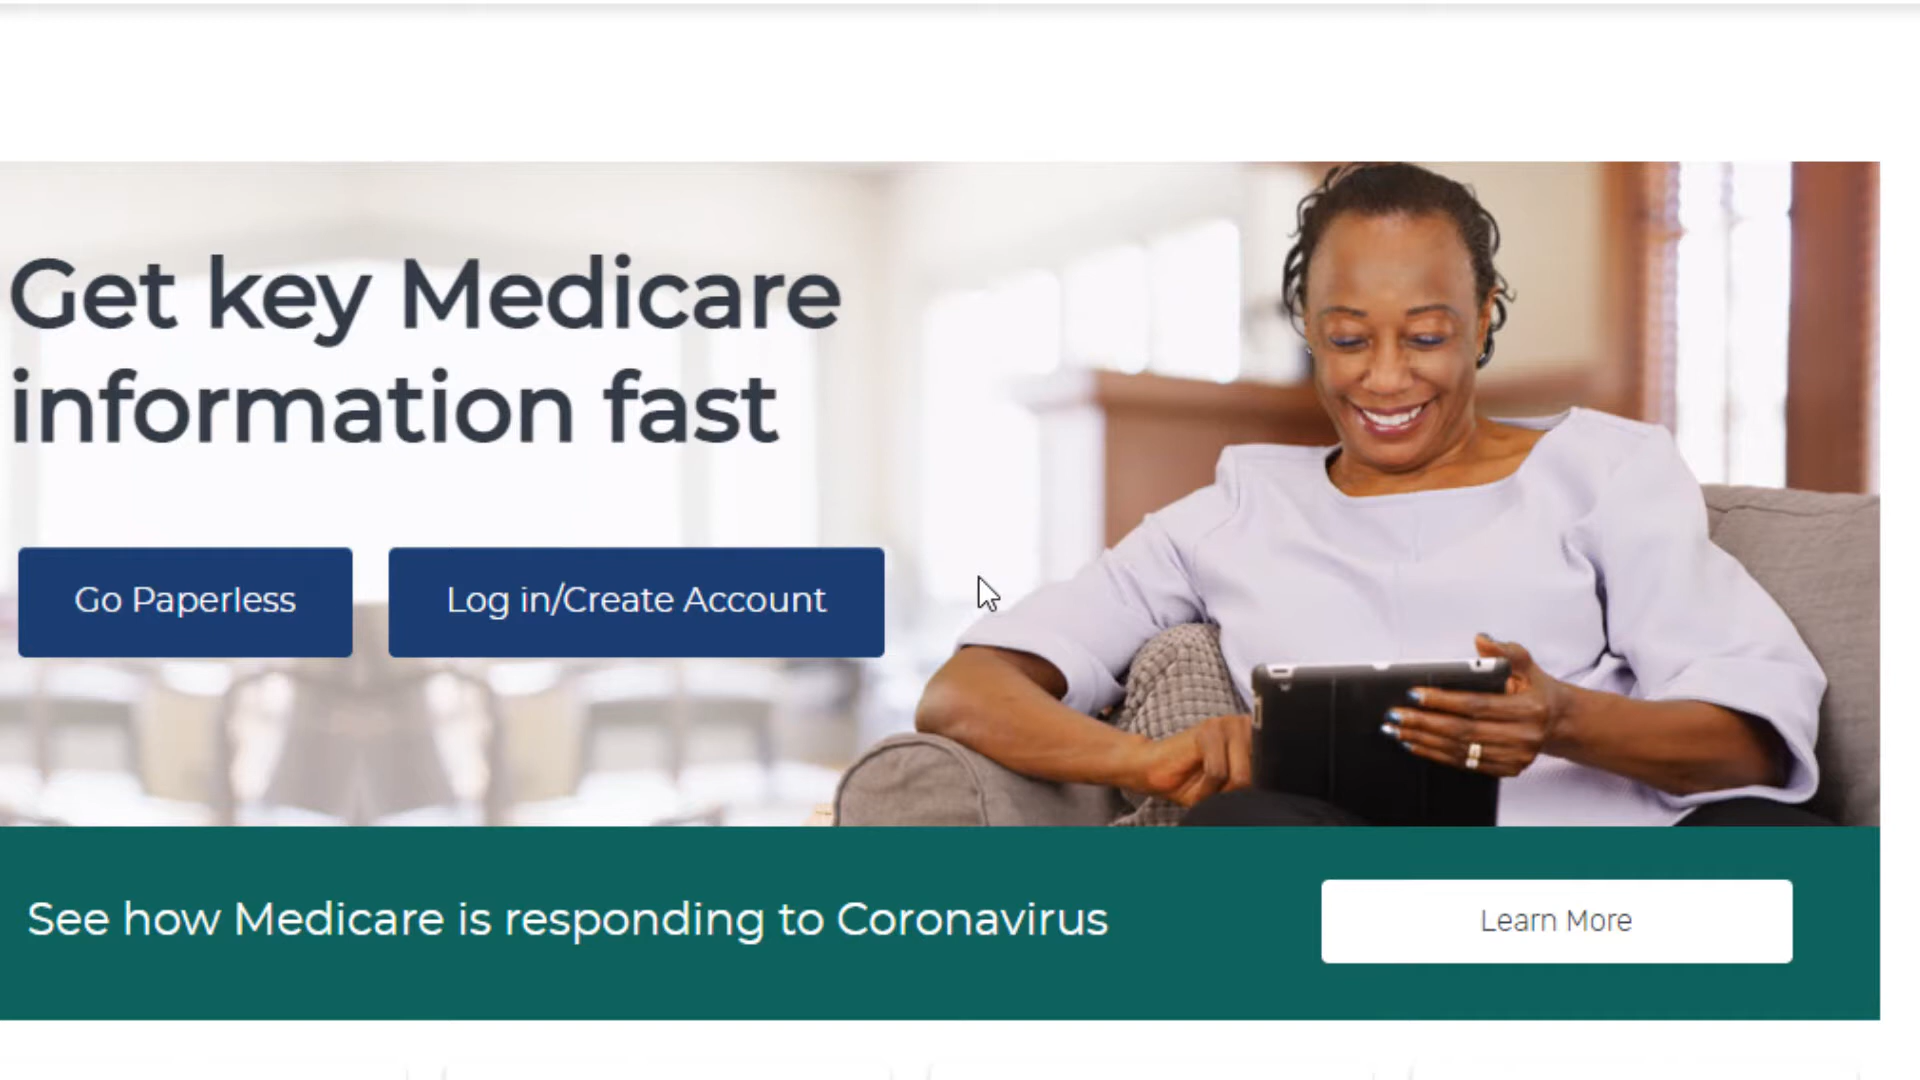 Get key Medicare
information fast
Go Paperless
Log in/Create Account
See how Medicare is responding to Coronavirus
Learn More